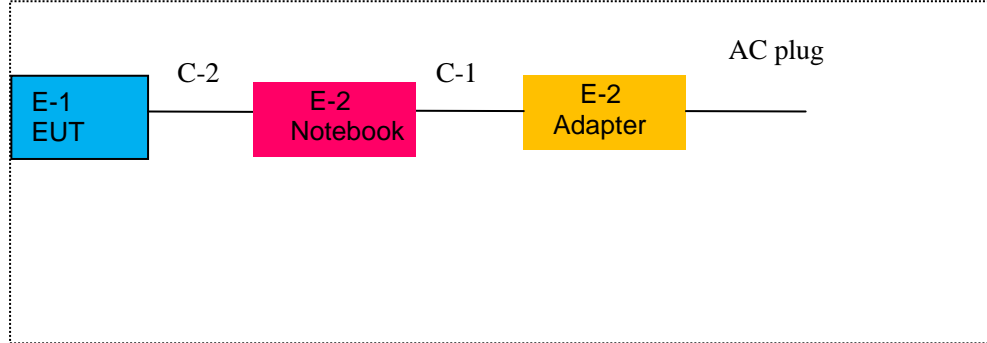 AC plug
C-2
C-1
E-1
EUT
E-2
Notebook
E-2
Adapter